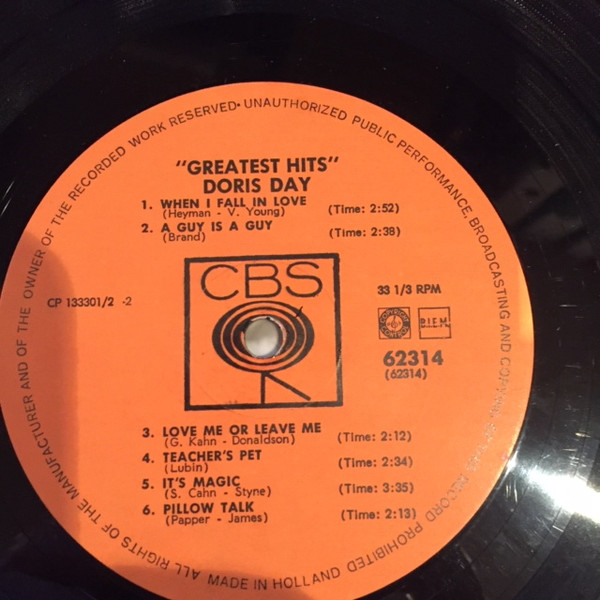 ALL RIGHTS OF THE MANUFACTURER AND OF THE OWNER OF THE RECORDED WORK RESERVED · UNAUTHORIZED PUBLIC PERFORMANCE, BROADCASTING AND COPYING OF THIS RECORD PROHIBITED
"GREATEST HITS"
DORIS DAY
1. WHEN I FALL IN LOVE (Time: 2:52)
(Heyman - V. Young)
2. A GUY IS A GUY (Time: 2:38)
(Brand)
CBS
CP 133301/2 -2
33 1/3 RPM
BIEM
62314
(62314)
3. LOVE ME OR LEAVE ME
(G. Kahn - Donaldson) (Time: 2:12)
4. TEACHER'S PET (Time: 2:34)
(Lubin)
5. IT'S MAGIC (Time: 3:35)
(S. Cahn - Styne)
6. PILLOW TALK (Time: 2:13)
(Papper - James)
MADE IN HOLLAND